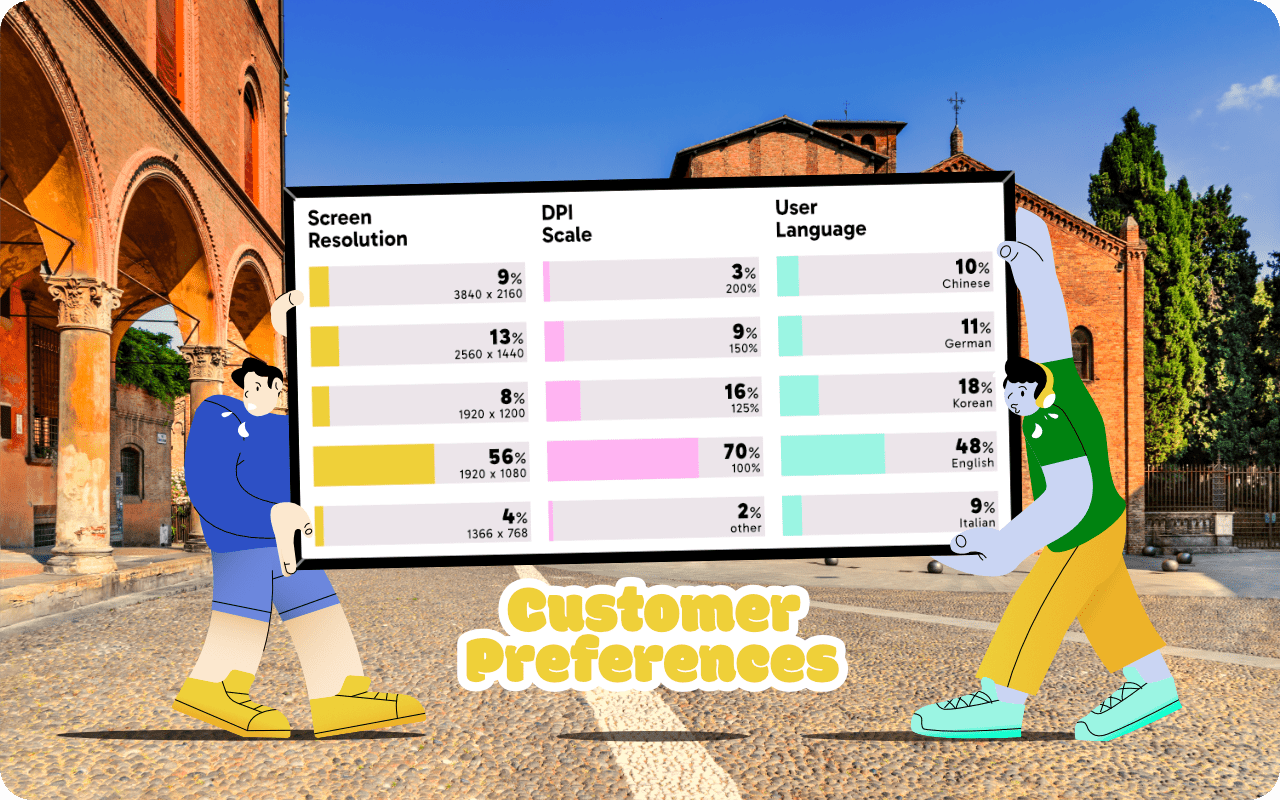 Screen
Resolution
9%
3840 x 2160
13%
2560 x 1440
8%
1920 x 1200
56%
1920 x 1080
4%
1366 x 768
DPI
Scale
3%
200%
9%
150%
16%
125%
70%
100%
2%
other
User
Language
10%
Chinese
11%
German
18%
Korean
48%
English
9%
Italian
Customer
Preferences